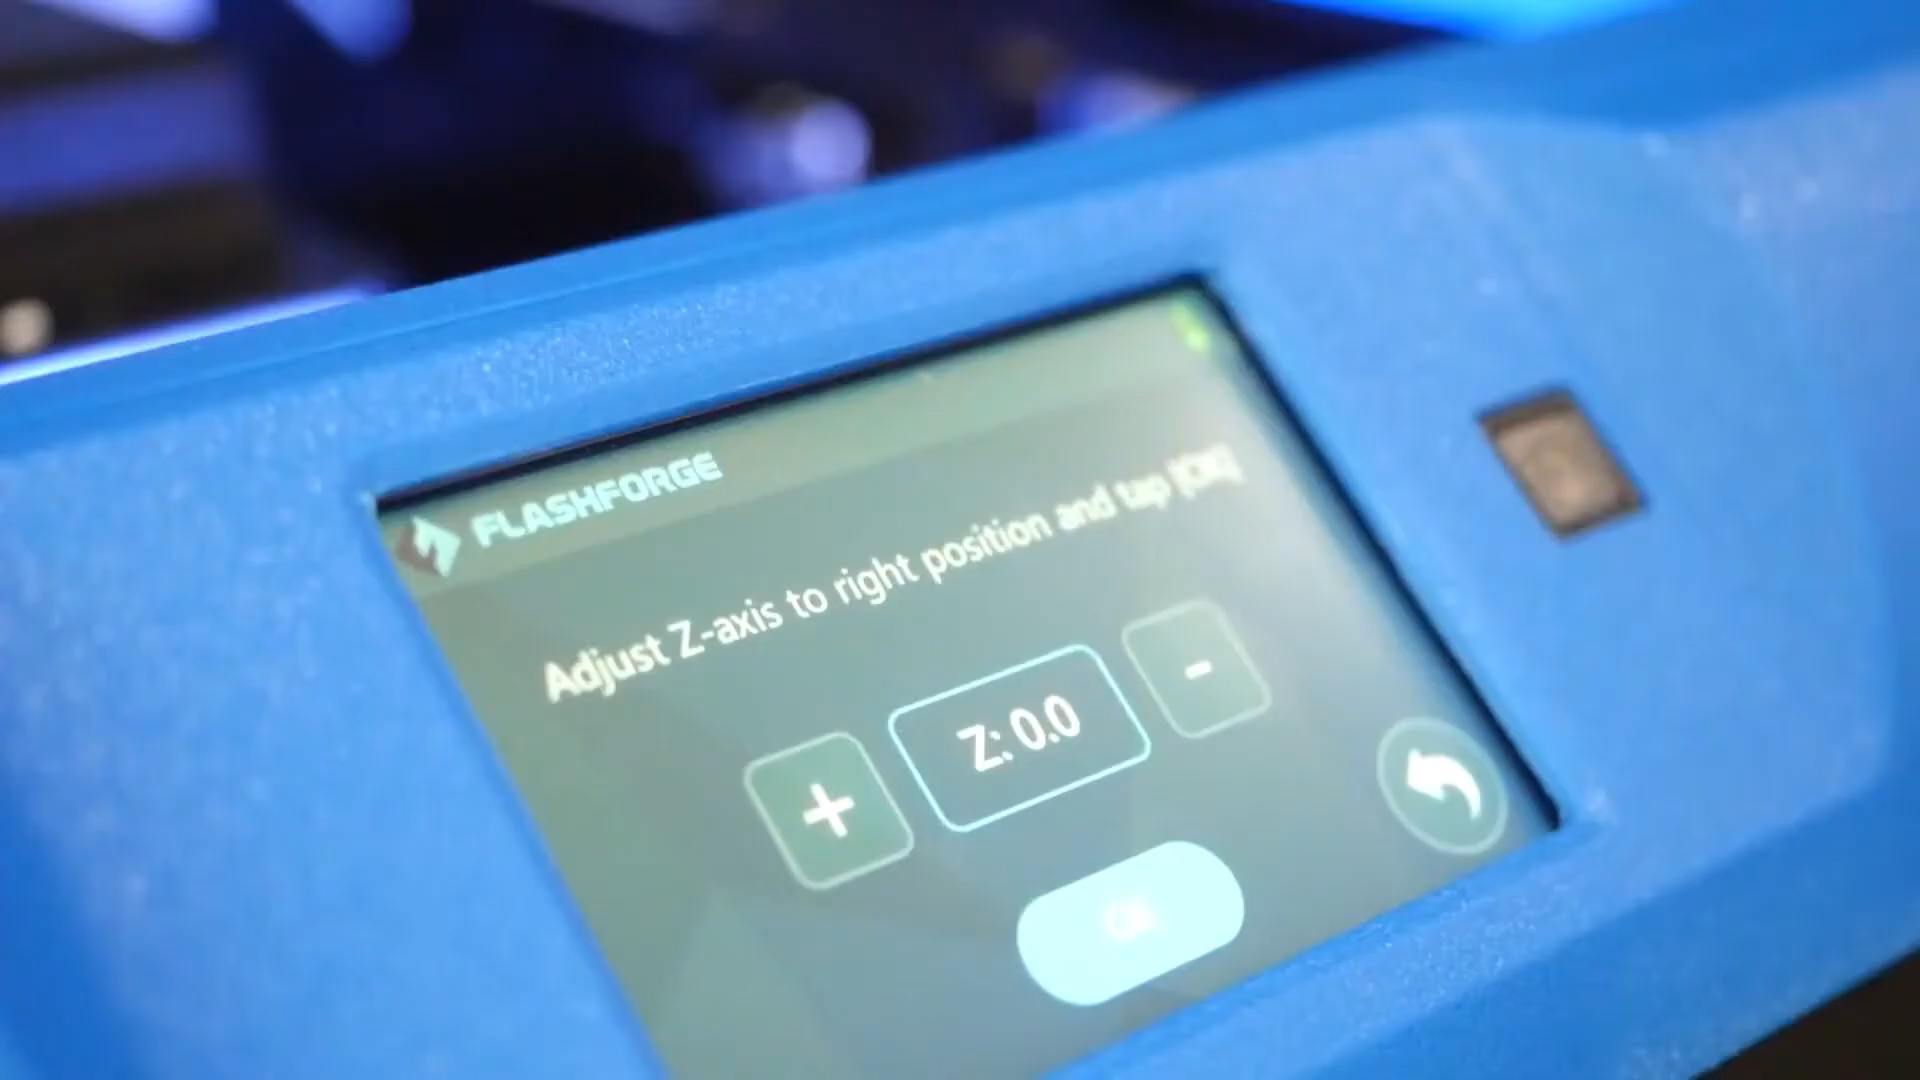 FLASHFORGE
Adjust Z-axis to right position and tap [OK]
+
Z: 0.0
-
OK